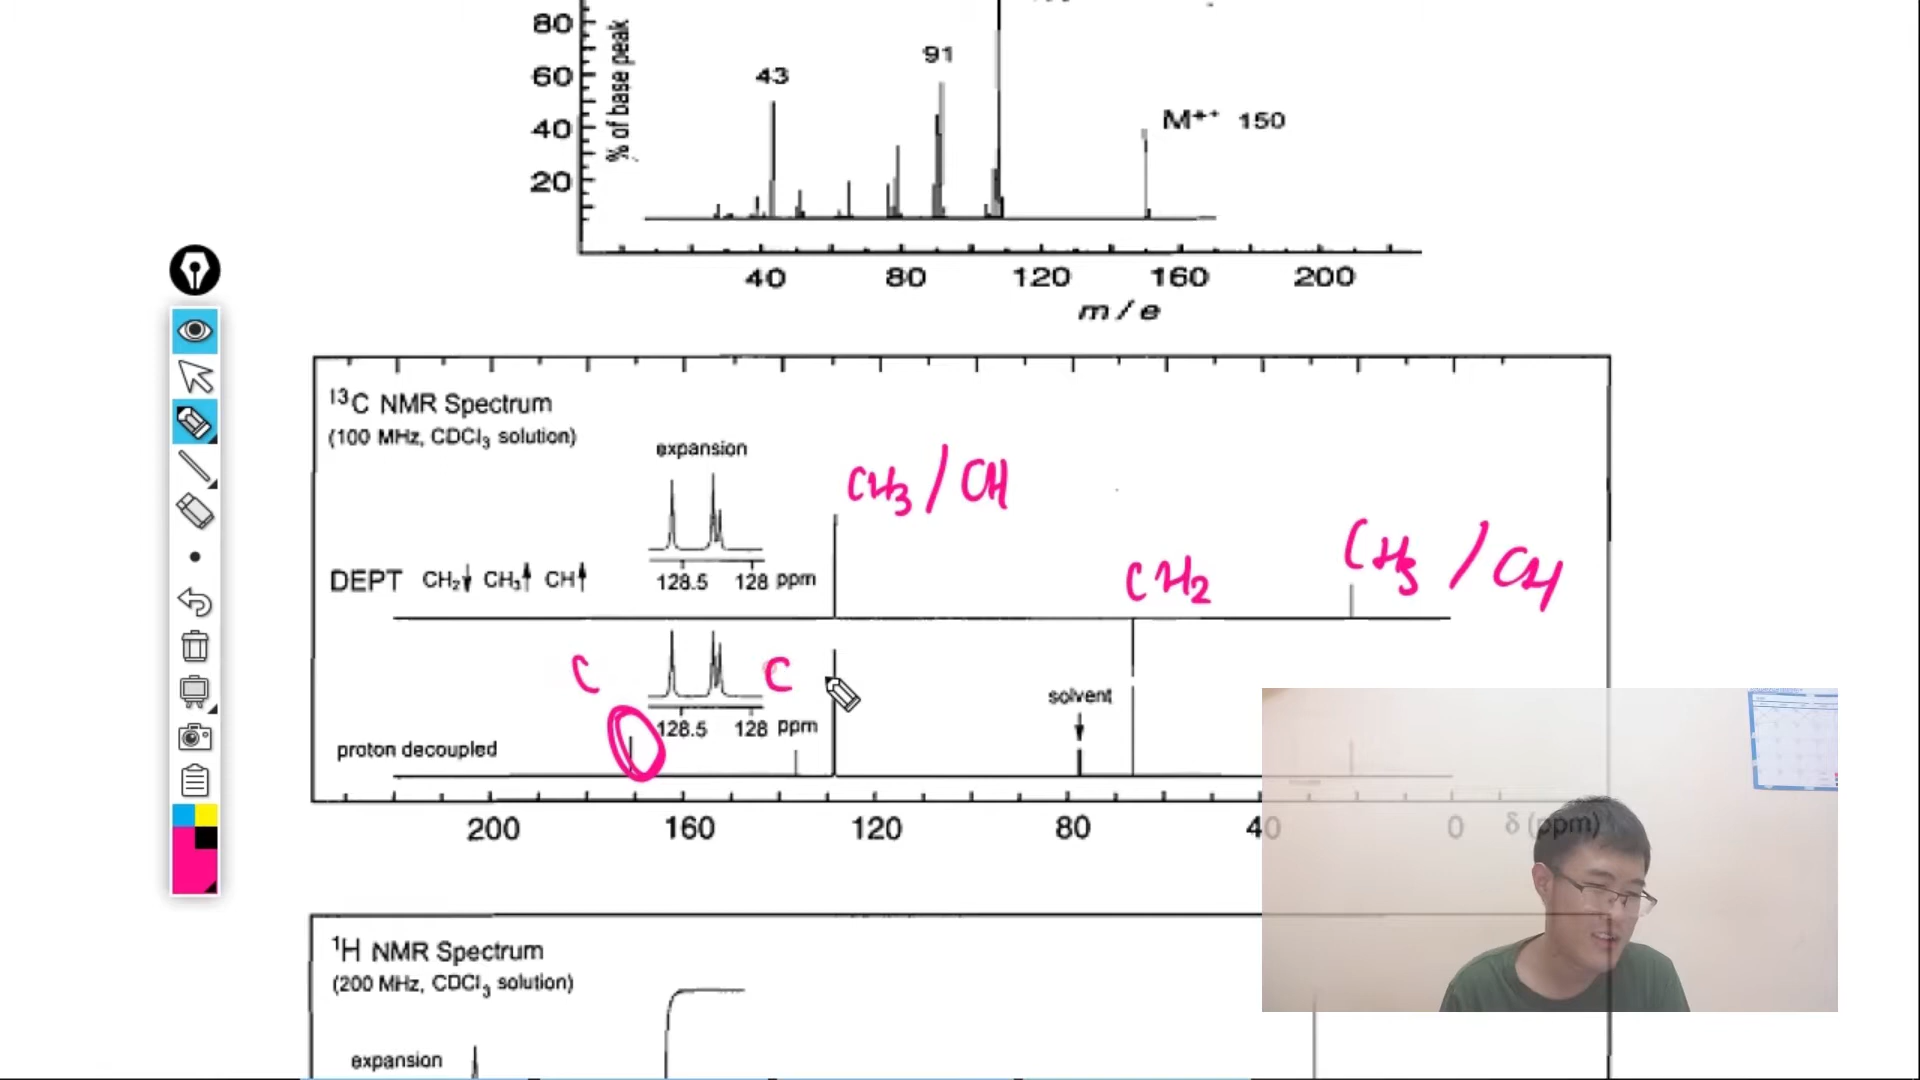 80
60
40
20
% of base peak
43
91
M+• 150
40 80 120 160 200
m/e
13C NMR Spectrum
(100 MHz, CDCl3 solution)
expansion
CH3/CH
128.5 128 ppm
DEPT CH2↓ CH3↑ CH↑
CH2
CH3/CH
C
C
128.5 128 ppm
proton decoupled
solvent
200 160 120 80 40 0 δ (ppm)
1H NMR Spectrum
(200 MHz, CDCl3 solution)
expansion